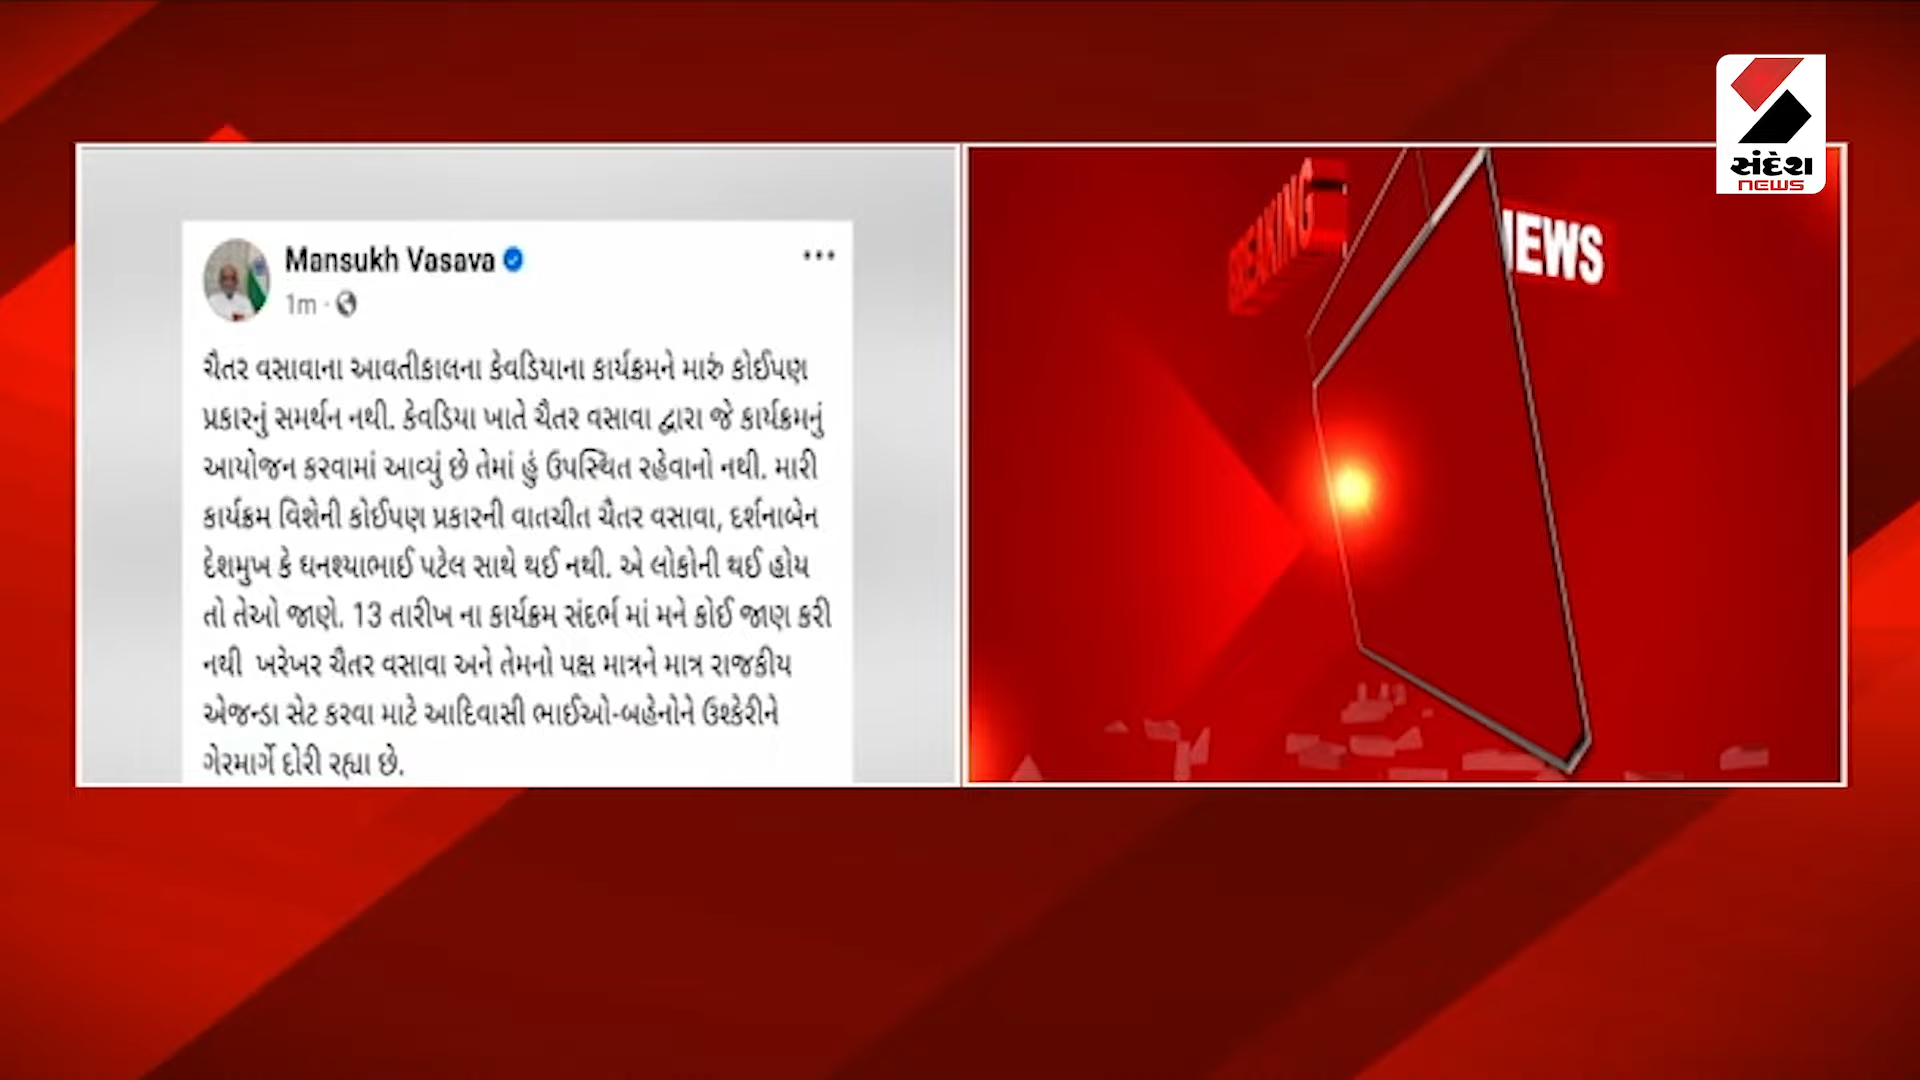 Mansukh Vasava
1m
ચૈતર વસાવાના આવતીકાલના કેવડિયાના કાર્યક્રમને મારું કોઈપણ
પ્રકારનું સમર્થન નથી. કેવડિયા ખાતે ચૈતર વસાવા દ્વારા જે કાર્યક્રમનું
આયોજન કરવામાં આવ્યું છે તેમાં હું ઉપસ્થિત રહેવાનો નથી. મારી
કાર્યક્રમ વિશેની કોઈપણ પ્રકારની વાતચીત ચૈતર વસાવા, દર્શનાબેન
દેશમુખ કે ઘનશ્યાભાઈ પટેલ સાથે થઈ નથી. એ લોકોની થઈ હોય
તો તેઓ જાણે. 13 તારીખ ના કાર્યક્રમ સંદર્ભ માં મને કોઈ જાણ કરી
નથી ખરેખર ચૈતર વસાવા અને તેમનો પક્ષ માત્રને માત્ર રાજકીય
એજન્ડા સેટ કરવા માટે આદિવાસી ભાઈઓ-બહેનોને ઉશ્કેરીને
ગેરમાર્ગે દોરી રહ્યા છે.
BREAKING
NEWS
સંદેશ
NEWS